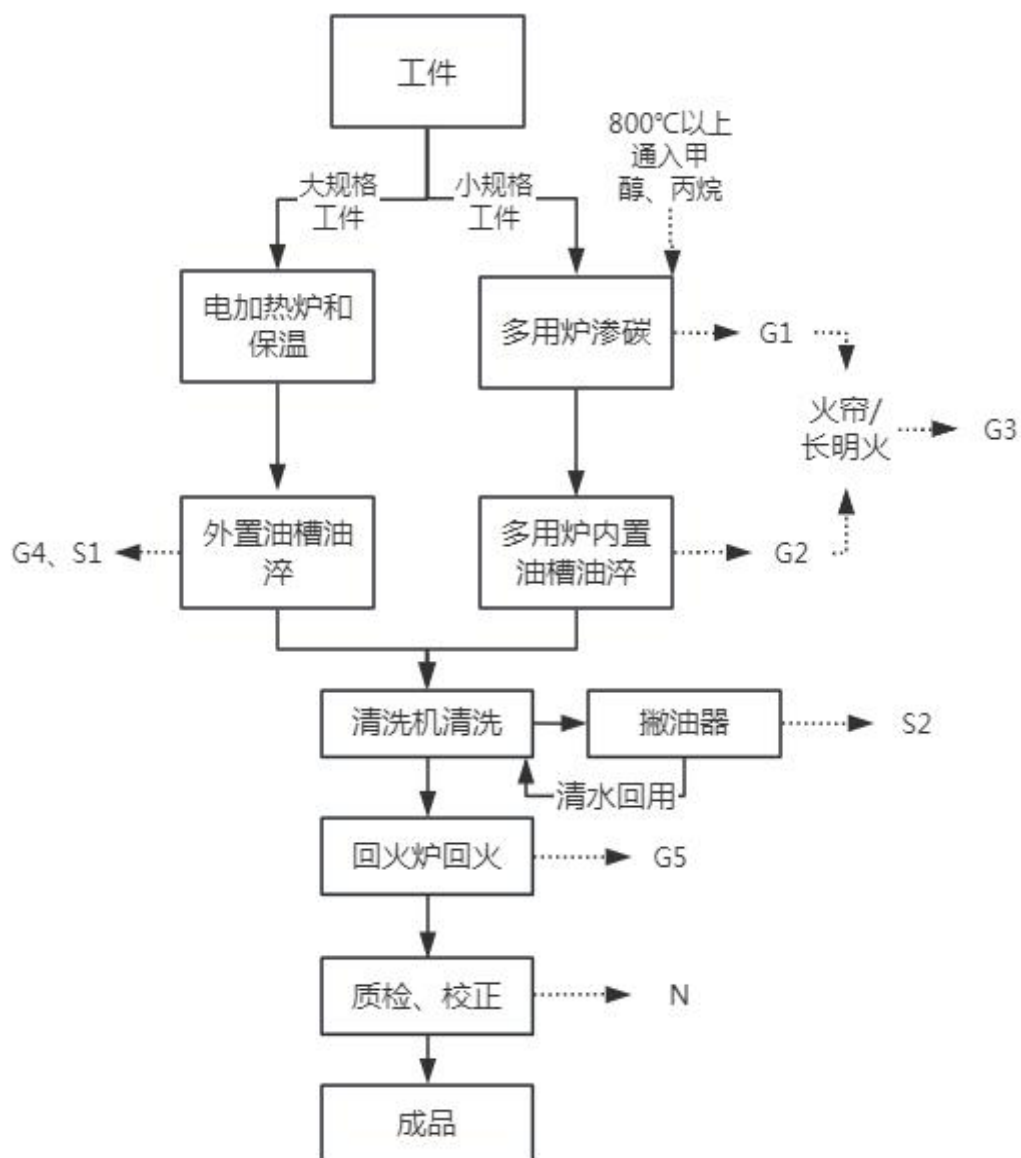 工件
800℃以上
通入甲
醇、丙烷
大规格
工件
小规格
工件
电加热炉和
保温
多用炉渗碳
G1
火帘/
长明火
G3
外置油槽油
淬
G4、S1
多用炉内置
油槽油淬
G2
清洗机清洗
撇油器
S2
清水回用
回火炉回火
G5
质检、校正
N
成品